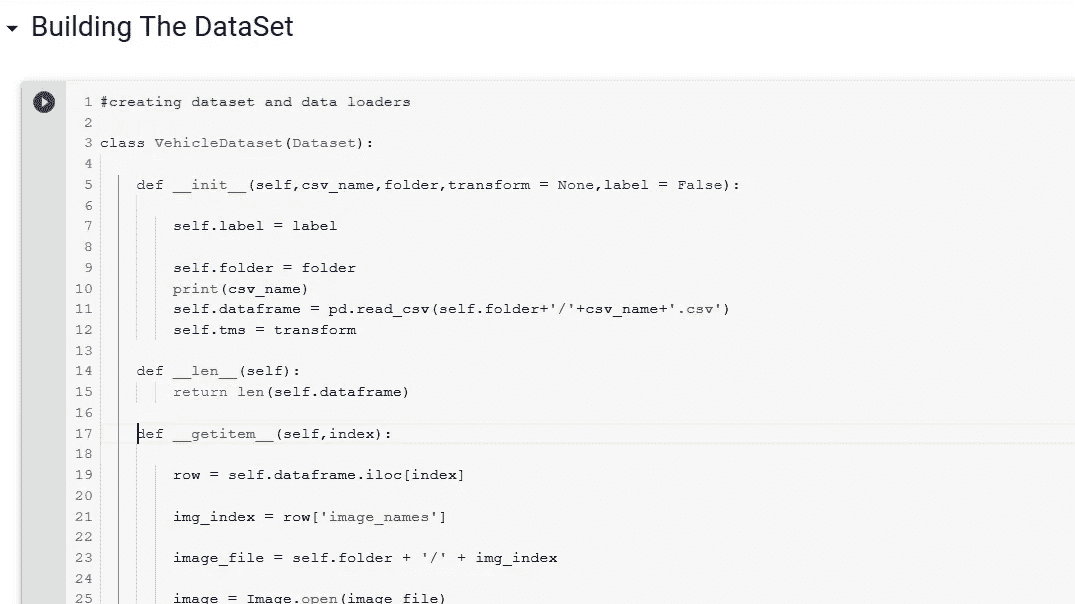 Building The DataSet
1 #creating dataset and data loaders
2
3 class VehicleDataset(Dataset):
4
5     def __init__(self,csv_name,folder,transform = None,label = False):
6
7         self.label = label
8
9         self.folder = folder
10         print(csv_name)
11         self.dataframe = pd.read_csv(self.folder+'/'+csv_name+'.csv')
12         self.tms = transform
13
14     def __len__(self):
15         return len(self.dataframe)
16
17     def __getitem__(self,index):
18
19         row = self.dataframe.iloc[index]
20
21         img_index = row['image_names']
22
23         image_file = self.folder + '/' + img_index
24
25         image = Image.open(image_file)